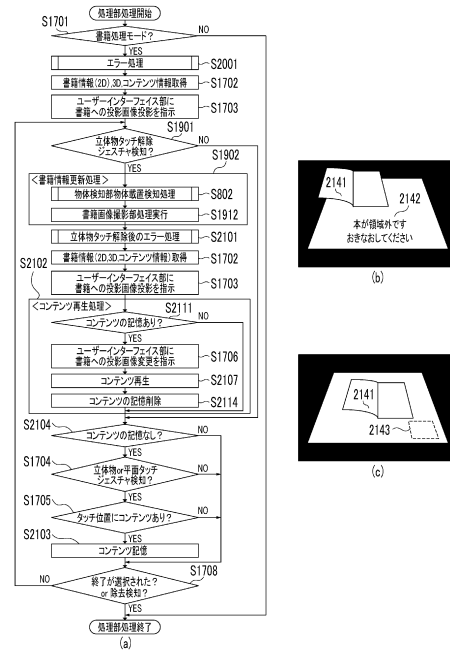 処理部処理開始
S1701
書籍処理モード？
NO
YES
エラー処理
S2001
書籍情報(2D),3D.コンテンツ情報取得
S1702
ユーザーインターフェイス部に
書籍への投影画像投影を指示
S1703
S1901
立体物タッチ解除
ジェスチャ検知？
NO
YES
S1902
<書籍情報更新処理>
物体検知部物体載置検知処理
S802
書籍画像撮影部処理実行
S1912
立体物タッチ解除後のエラー処理
S2101
S2102
書籍情報(2D,3D,コンテンツ情報)取得
S1702
ユーザーインターフェイス部に
書籍への投影画像投影を指示
S1703
<コンテンツ再生処理>
S2111
コンテンツの記憶あり？
NO
YES
ユーザーインターフェイス部に
書籍への投影画像変更を指示
S1706
コンテンツ再生
S2107
コンテンツの記憶削除
S2114
S2104
コンテンツの記憶なし？
NO
YES
S1704
立体物or平面タッチ
ジェスチャ検知？
NO
YES
S1705
タッチ位置にコンテンツあり？
NO
YES
S2103
コンテンツ記憶
S1708
終了が選択された？
or 除去検知？
NO
YES
処理部処理終了
(a)
2141
2142
本が領域外です
おきなおしてください
(b)
2141
2143
(c)